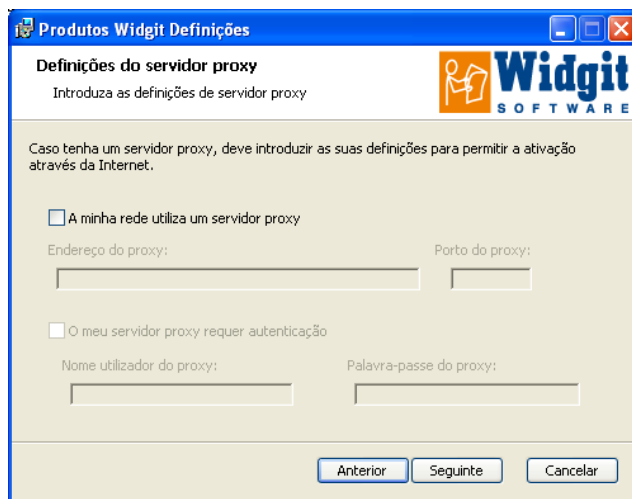 Produtos Widgit Definições
Definições do servidor proxy
Introduza as definições de servidor proxy
Widgit
SOFTWARE
Caso tenha um servidor proxy, deve introduzir as suas definições para permitir a ativação
através da Internet.
A minha rede utiliza um servidor proxy
Endereço do proxy: Porto do proxy:
O meu servidor proxy requer autenticação
Nome utilizador do proxy: Palavra-passe do proxy:
Anterior Seguinte Cancelar